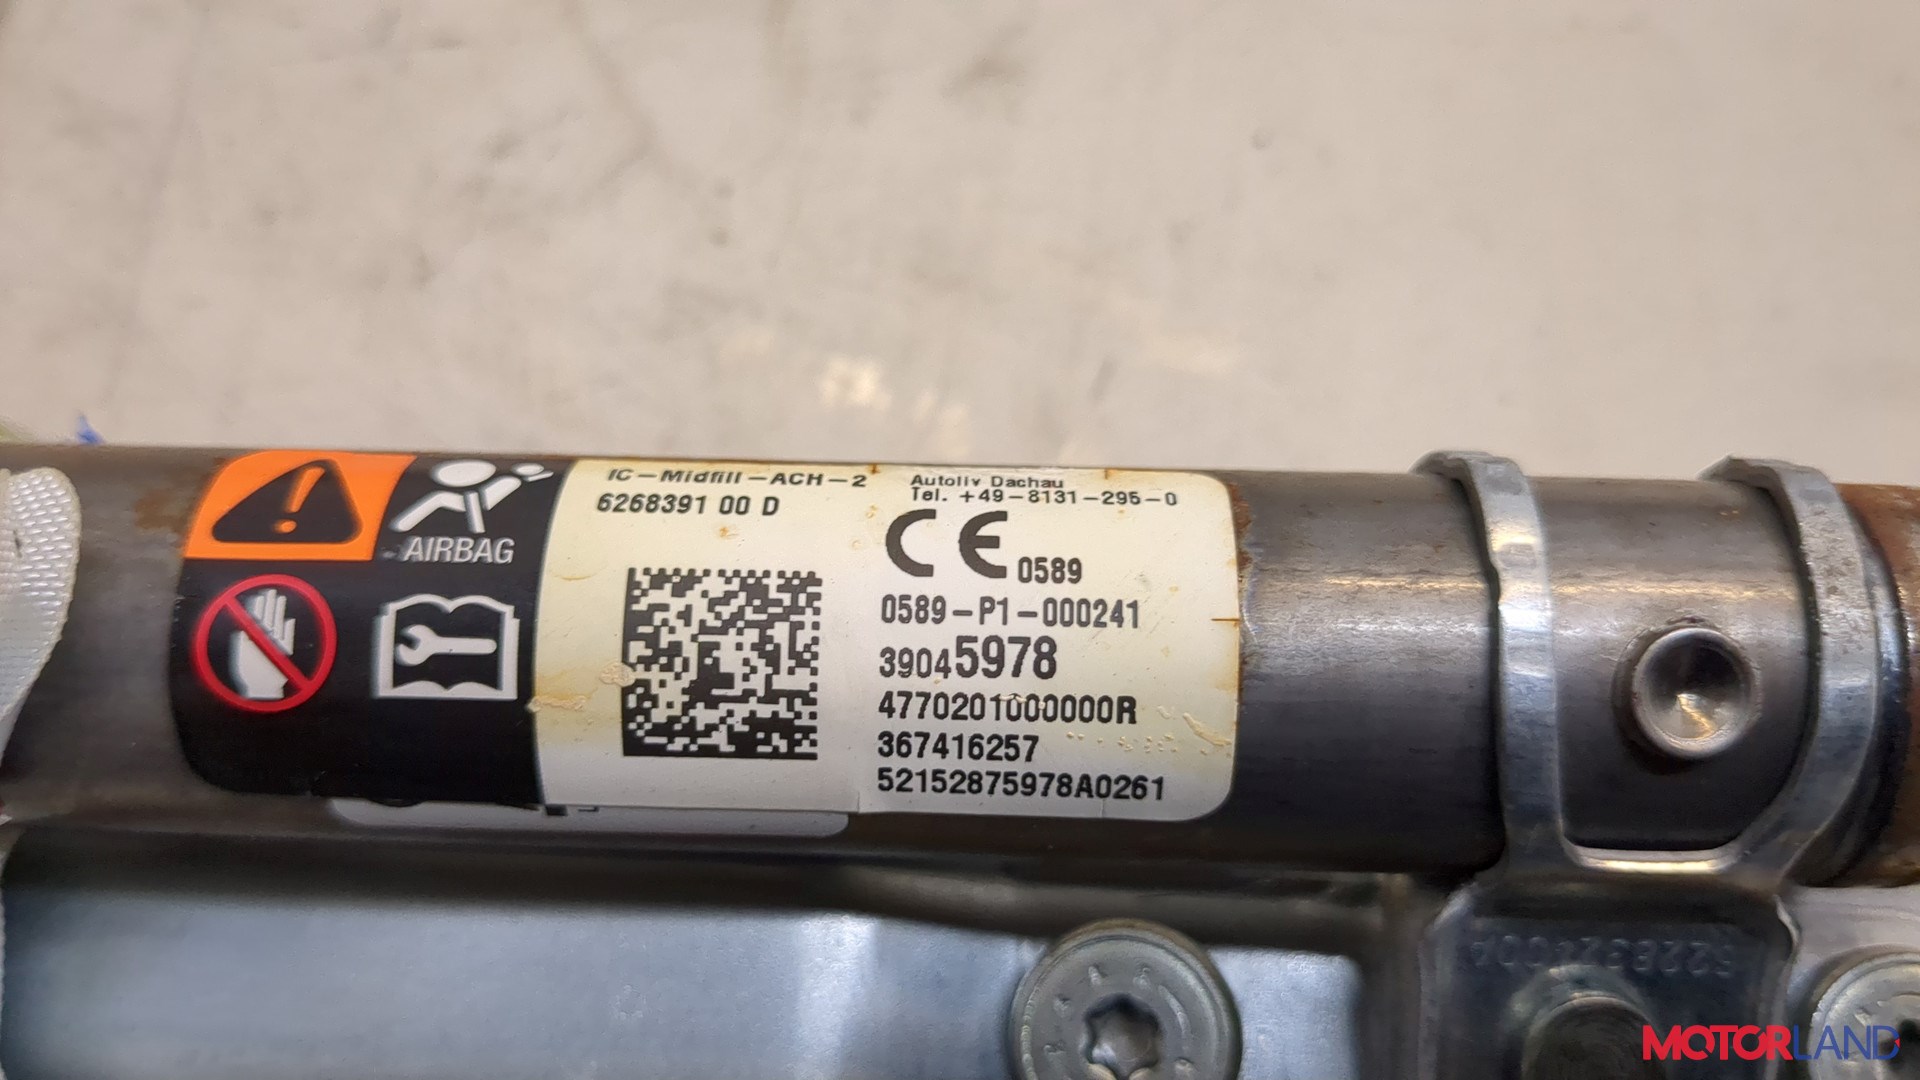 IC-Midfill-ACH-2
6268391 00 D
AIRBAG
Autoliv Dachau
Tel. +49-8131-295-0
CE 0589
0589-P1-000241
39045978
4770201000000R
367416257
52152875978A0261
MOTORLAND